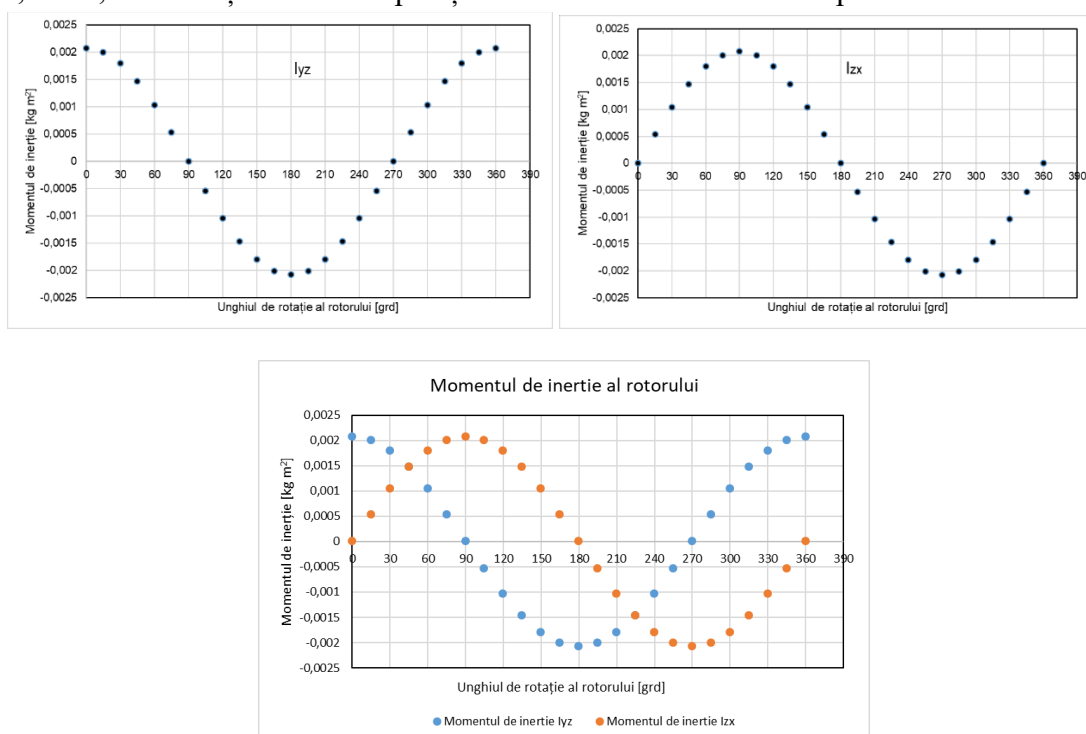 0,0025
0,002
0,0015
0,001
0,0005
0
-0,0005
-0,001
-0,0015
-0,002
-0,0025
Momentul de inerție [kg m²]
Iyz
0 30 60 90 120 150 180 210 240 270 300 330 360 390
Unghiul de rotație al rotorului [grd]
0,0025
0,002
0,0015
0,001
0,0005
0
-0,0005
-0,001
-0,0015
-0,002
-0,0025
Momentul de inerție [kg m²]
Izx
0 30 60 90 120 150 180 210 240 270 300 330 360 390
Unghiul de rotație al rotorului [grd]
Momentul de inertie al rotorului
0,0025
0,002
0,0015
0,001
0,0005
0
-0,0005
-0,001
-0,0015
-0,002
-0,0025
Momentul de inerție [kg m²]
0 30 60 90 120 150 180 210 240 270 300 330 360 390
Unghiul de rotație al rotorului [grd]
Momentul de inertie Iyz Momentul de inertie Izx